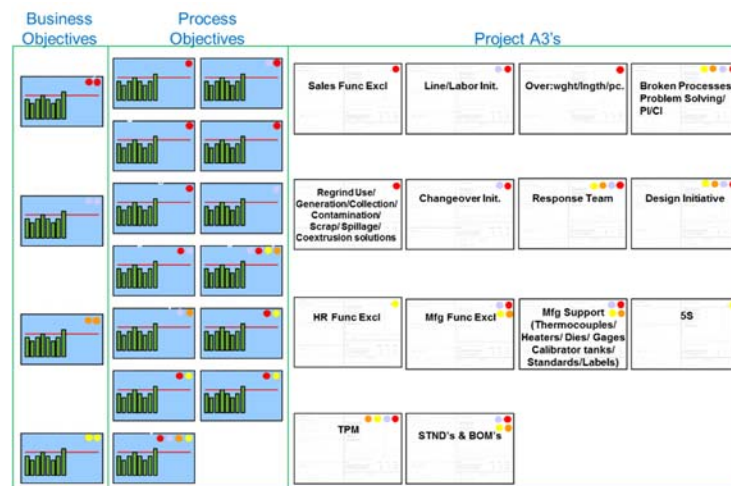 Business
Objectives
Process
Objectives
Project A3's
Sales Func Excl
Line/Labor Init.
Over:wght/lngth/pc.
Broken Processes/
Problem Solving/
PI/CI
Regrind Use/
Generation/Collection/
Contamination/
Scrap/Spillage/
Coextrusion solutions
Changeover Init.
Response Team
Design Initiative
HR Func Excl
Mfg Func Excl
Mfg Support
(Thermocouples/
Heaters/ Dies/ Gages
Calibrator tanks/
Standards/Labels)
5S
TPM
STND's & BOM's